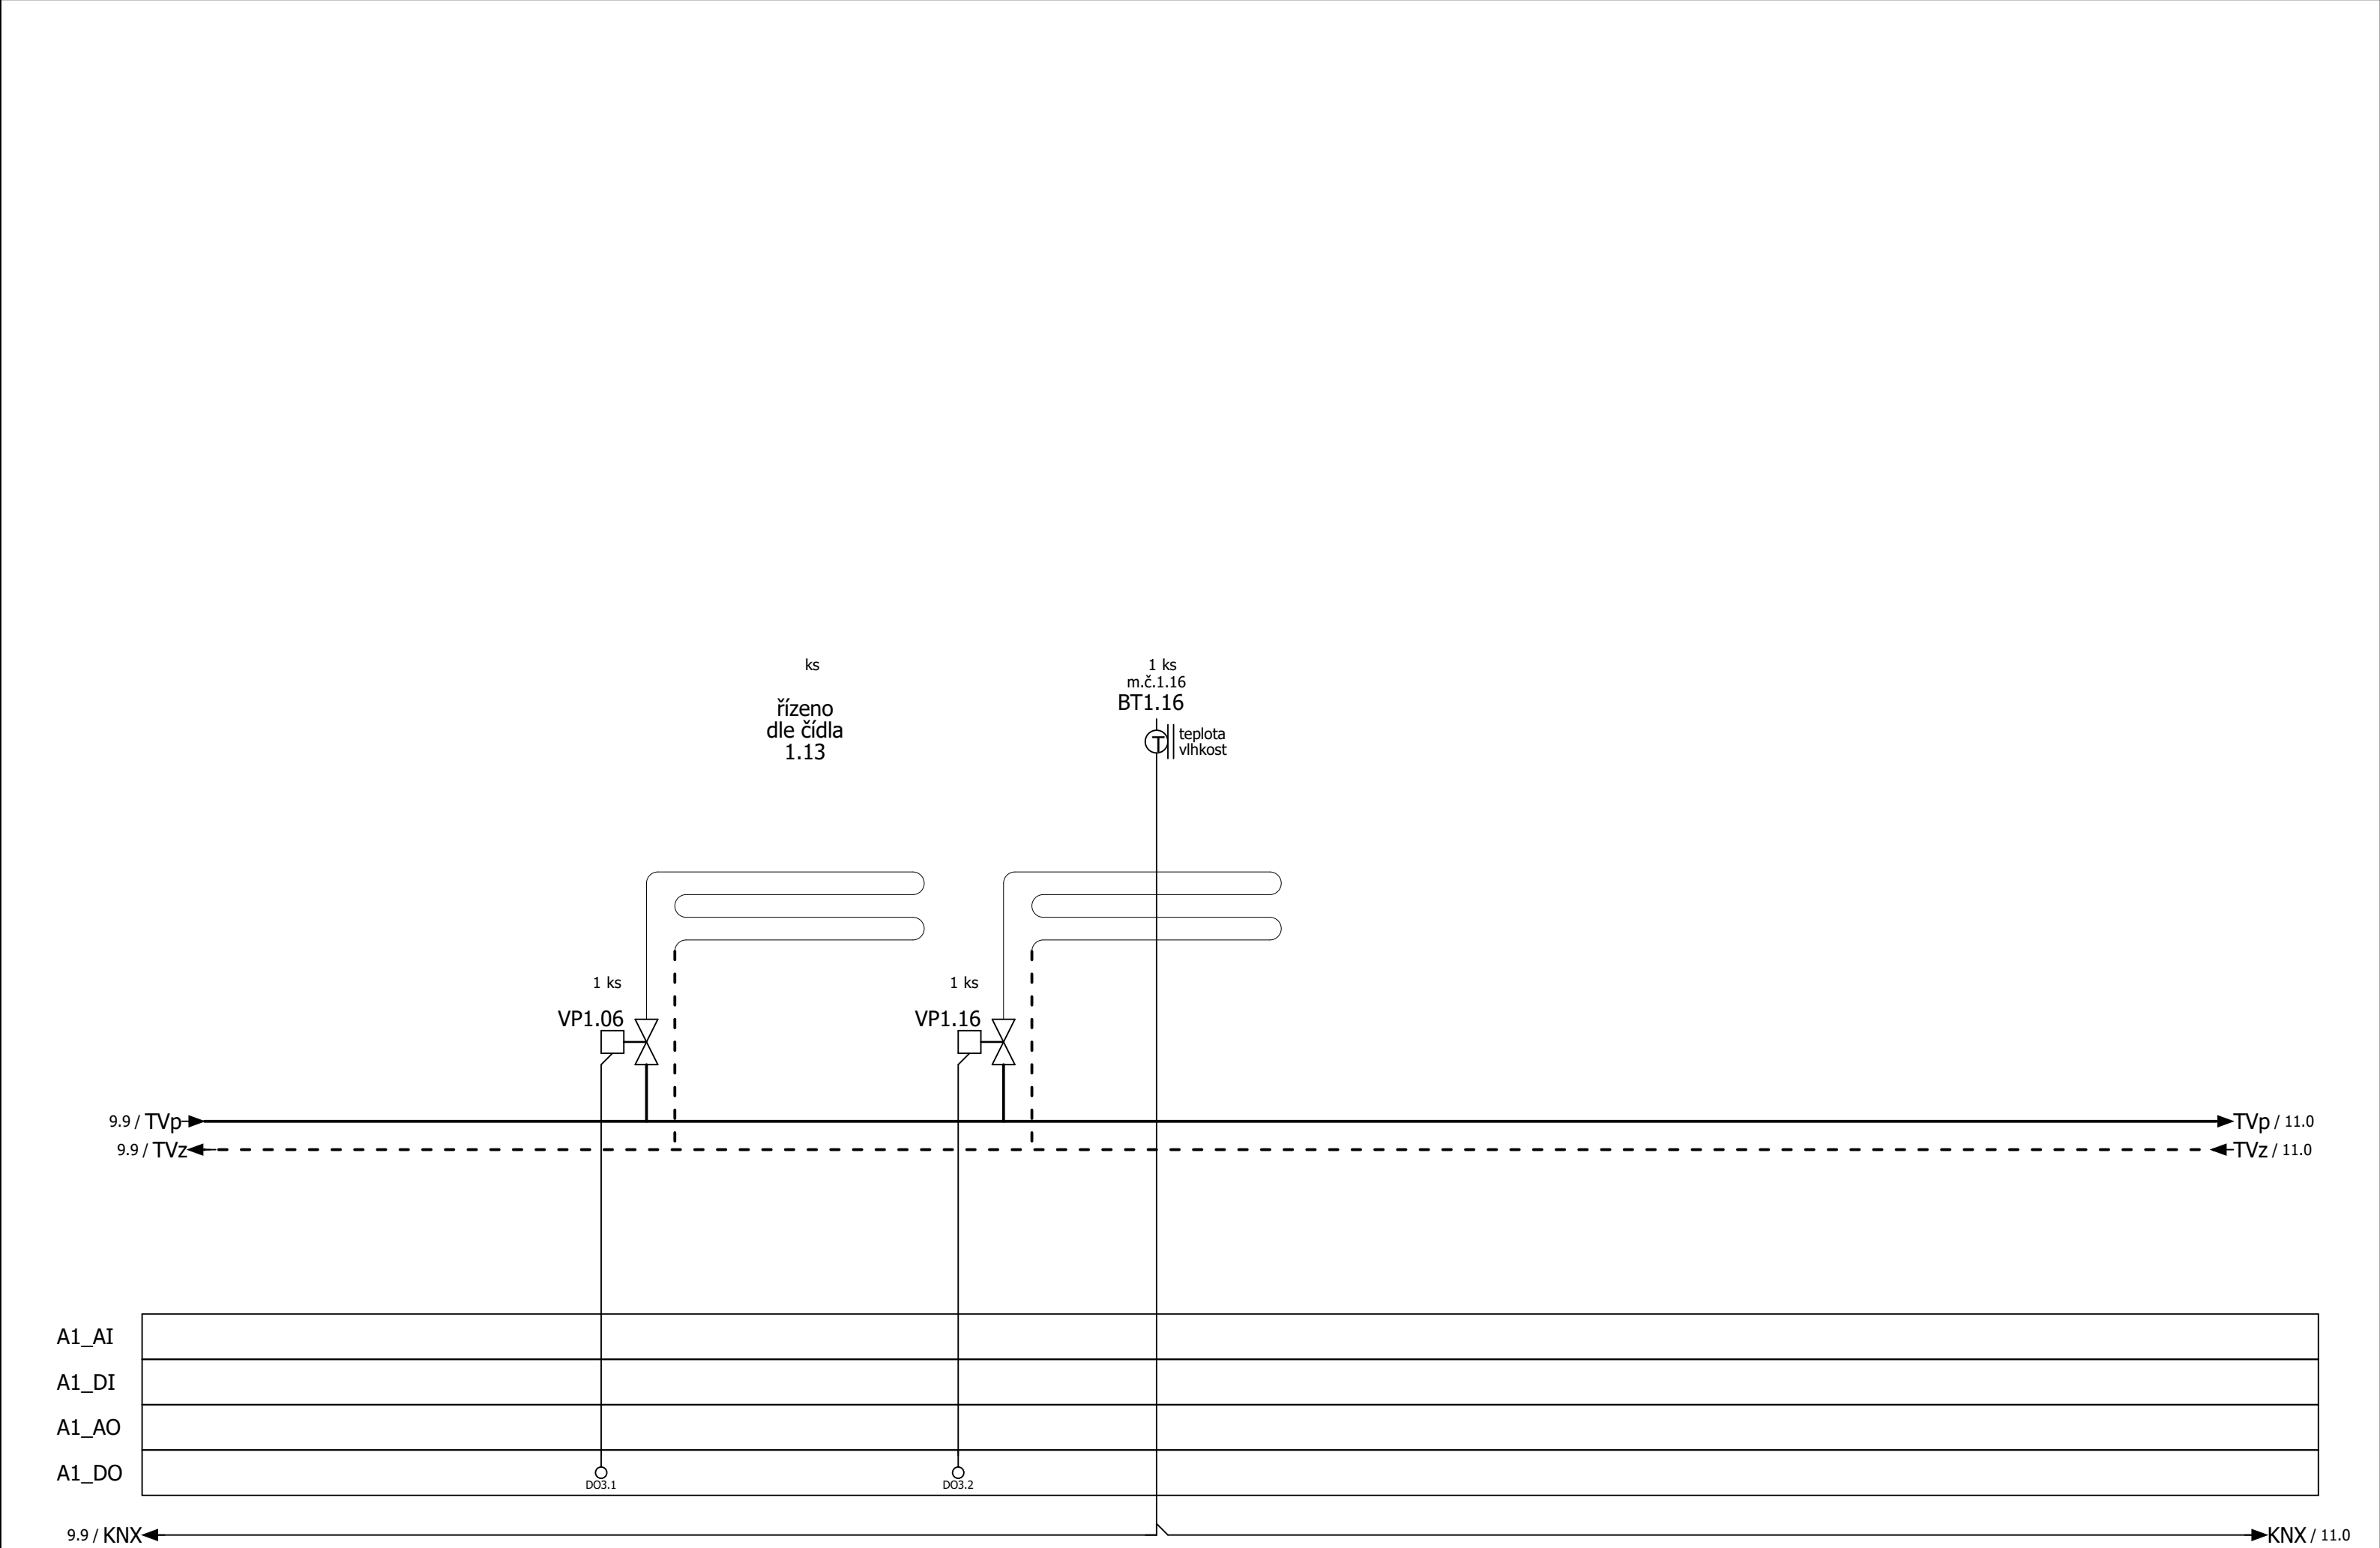 ks
řízeno
dle čídla
1.13
1 ks
m.č.1.16
BT1.16
T
teplota
vlhkost
1 ks
VP1.06
1 ks
VP1.16
9.9 / TVp
TVp / 11.0
9.9 / TVz
TVz / 11.0
A1_AI
A1_DI
A1_AO
A1_DO
DO3.1
DO3.2
9.9 / KNX
KNX / 11.0